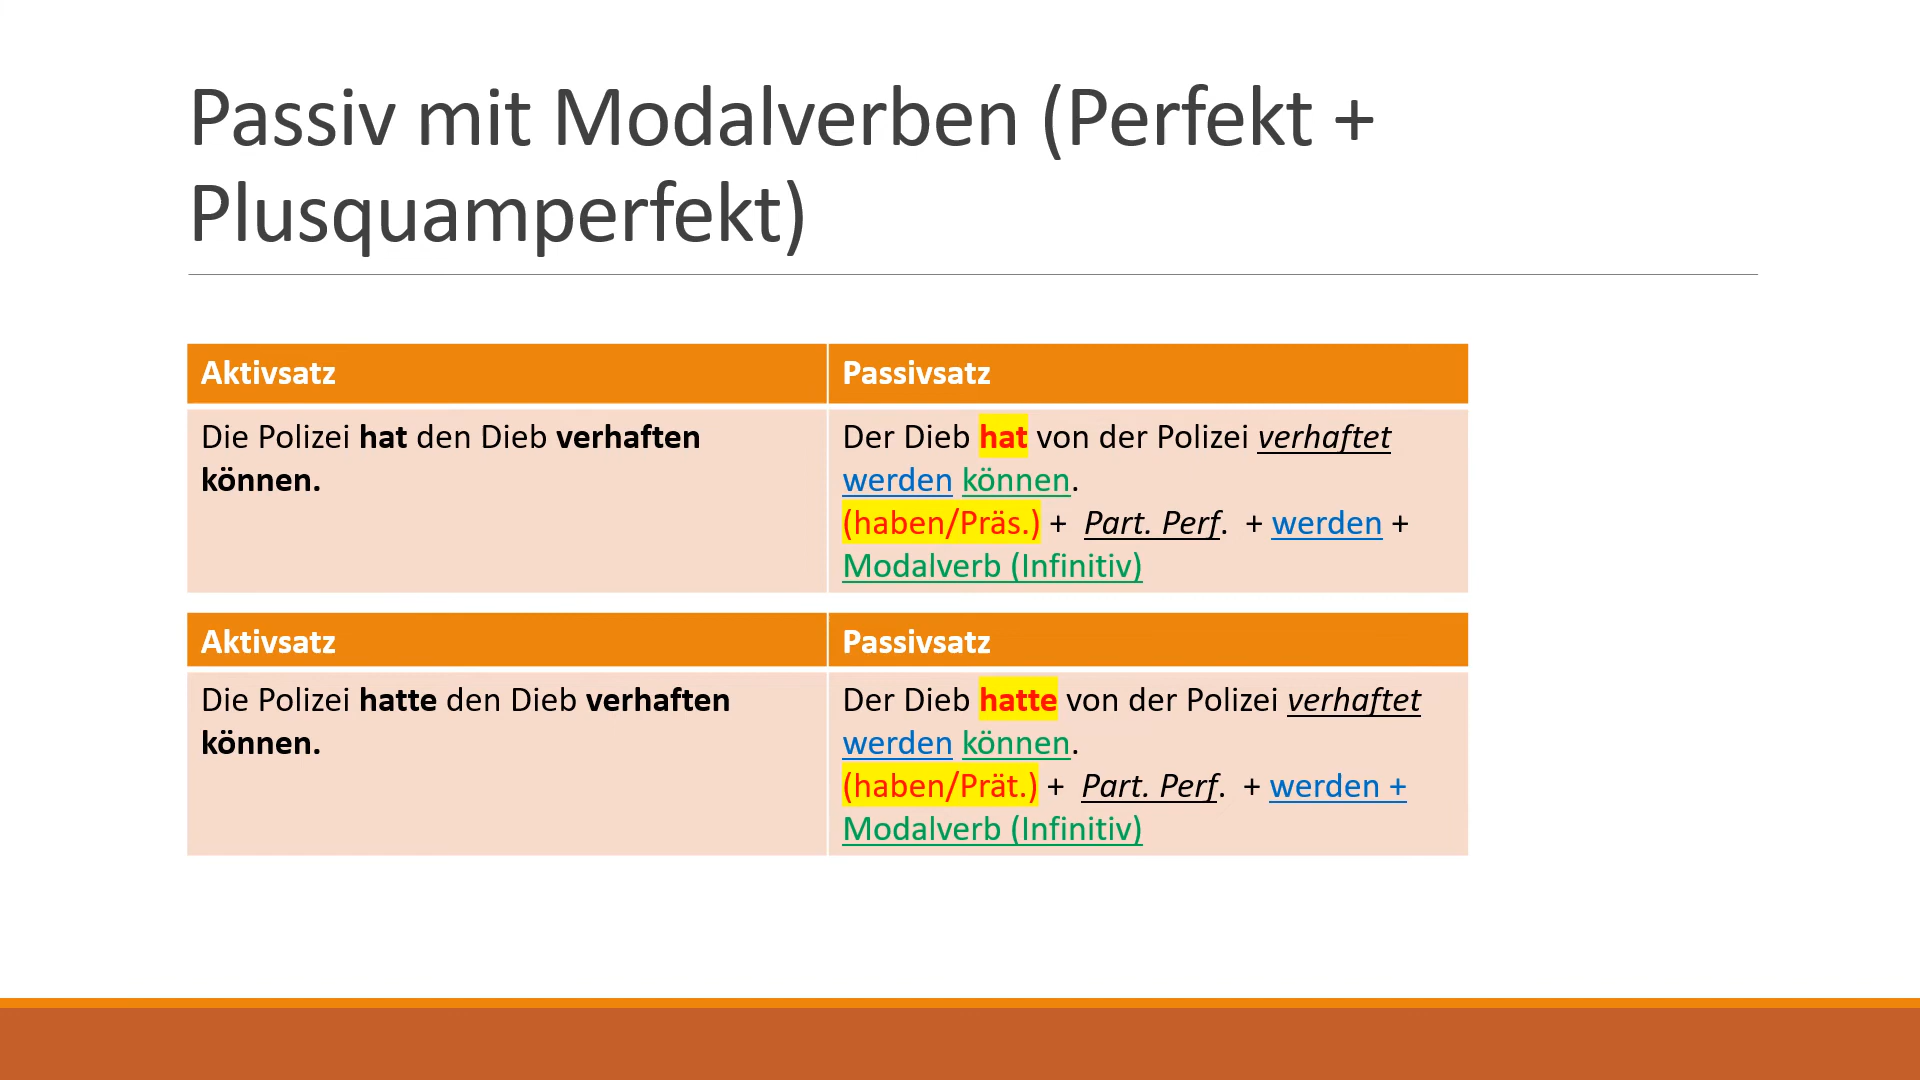 Passiv mit Modalverben (Perfekt +
Plusquamperfekt)
Aktivsatz
Passivsatz
Die Polizei hat den Dieb verhaften
können.
Der Dieb hat von der Polizei verhaftet
werden können.
(haben/Präs.) + Part. Perf. + werden +
Modalverb (Infinitiv)
Aktivsatz
Passivsatz
Die Polizei hatte den Dieb verhaften
können.
Der Dieb hatte von der Polizei verhaftet
werden können.
(haben/Prät.) + Part. Perf. + werden +
Modalverb (Infinitiv)